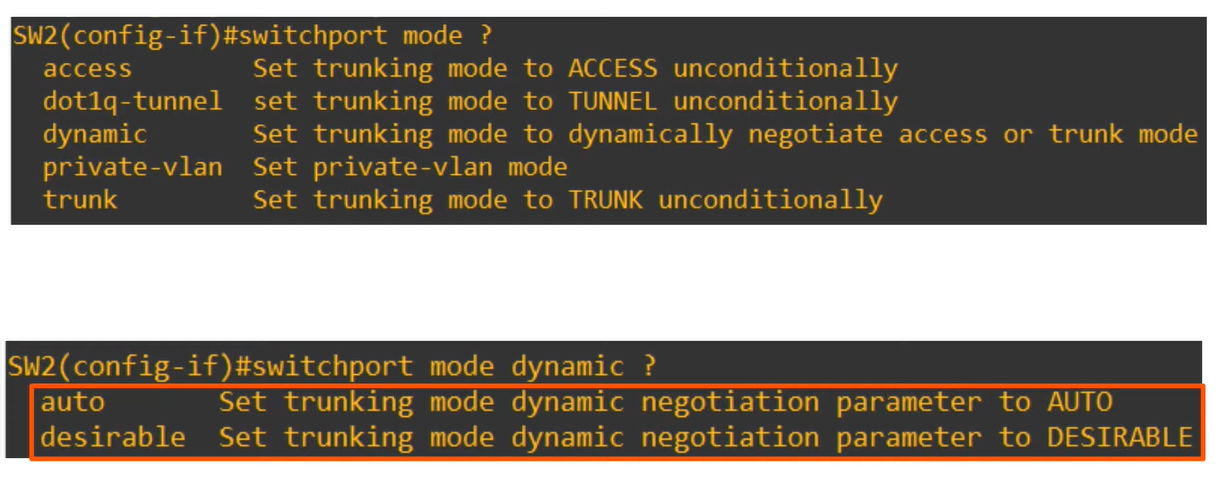 SW2(config-if)#switchport mode ?
access Set trunking mode to ACCESS unconditionally
dot1q-tunnel set trunking mode to TUNNEL unconditionally
dynamic Set trunking mode to dynamically negotiate access or trunk mode
private-vlan Set private-vlan mode
trunk Set trunking mode to TRUNK unconditionally
SW2(config-if)#switchport mode dynamic ?
auto Set trunking mode dynamic negotiation parameter to AUTO
desirable Set trunking mode dynamic negotiation parameter to DESIRABLE